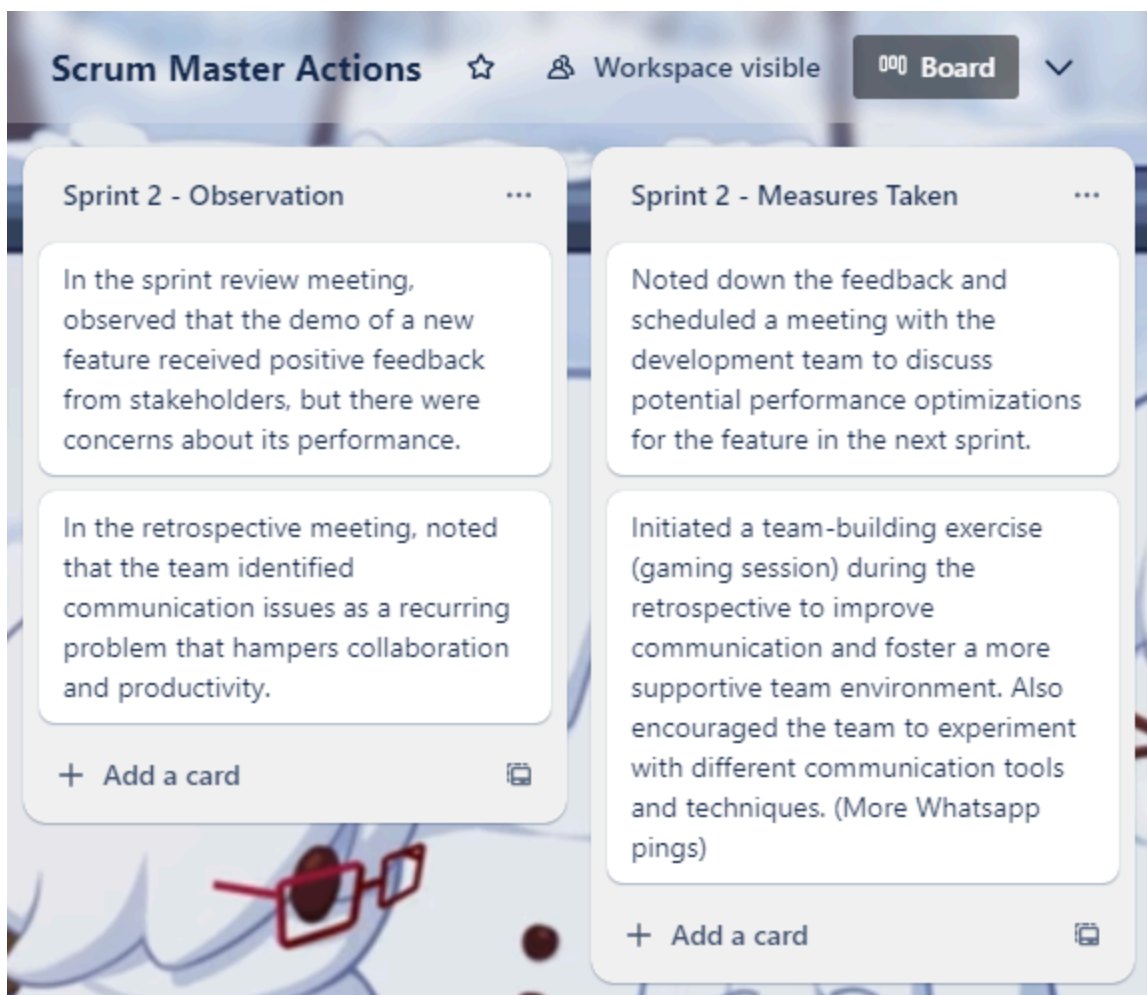 Scrum Master Actions
Workspace visible
Board
Sprint 2 - Observation
In the sprint review meeting,
observed that the demo of a new
feature received positive feedback
from stakeholders, but there were
concerns about its performance.
In the retrospective meeting, noted
that the team identified
communication issues as a recurring
problem that hampers collaboration
and productivity.
+ Add a card
Sprint 2 - Measures Taken
Noted down the feedback and
scheduled a meeting with the
development team to discuss
potential performance optimizations
for the feature in the next sprint.
Initiated a team-building exercise
(gaming session) during the
retrospective to improve
communication and foster a more
supportive team environment. Also
encouraged the team to experiment
with different communication tools
and techniques. (More Whatsapp
pings)
+ Add a card